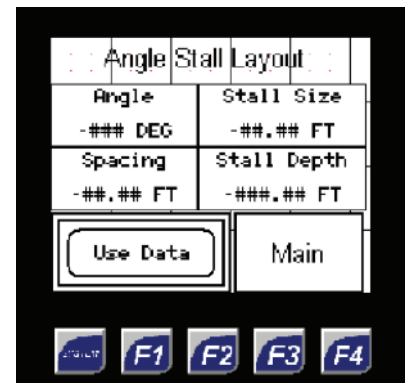 Angle Stall Layout
Angle
Stall Size
-### DEG
-##.## FT
Spacing
Stall Depth
-##.## FT
-###.## FT
Use Data
Main
F1 F2 F3 F4